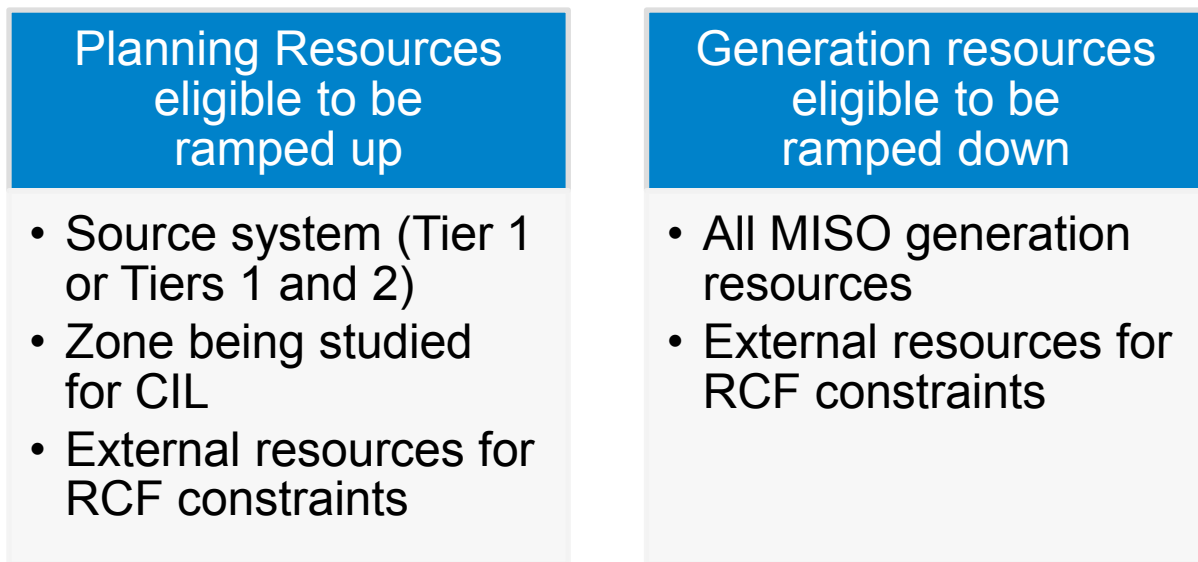 Planning Resources
eligible to be
ramped up
• Source system (Tier 1
or Tiers 1 and 2)
• Zone being studied
for CIL
• External resources for
RCF constraints
Generation resources
eligible to be
ramped down
• All MISO generation
resources
• External resources for
RCF constraints